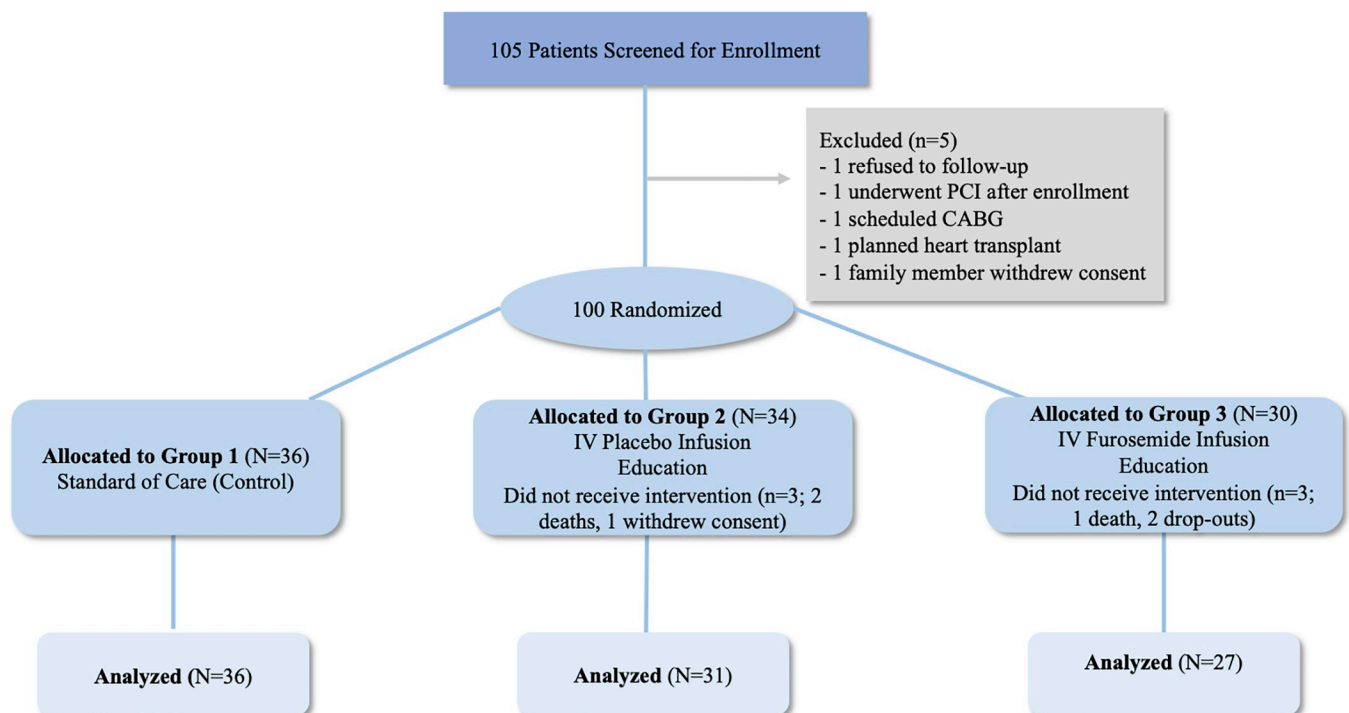 105 Patients Screened for Enrollment
Excluded (n=5)
- 1 refused to follow-up
- 1 underwent PCI after enrollment
- 1 scheduled CABG
- 1 planned heart transplant
- 1 family member withdrew consent
100 Randomized
Allocated to Group 1 (N=36)
Standard of Care (Control)
Allocated to Group 2 (N=34)
IV Placebo Infusion
Education
Did not receive intervention (n=3; 2
deaths, 1 withdrew consent)
Allocated to Group 3 (N=30)
IV Furosemide Infusion
Education
Did not receive intervention (n=3;
1 death, 2 drop-outs)
Analyzed (N=36)
Analyzed (N=31)
Analyzed (N=27)